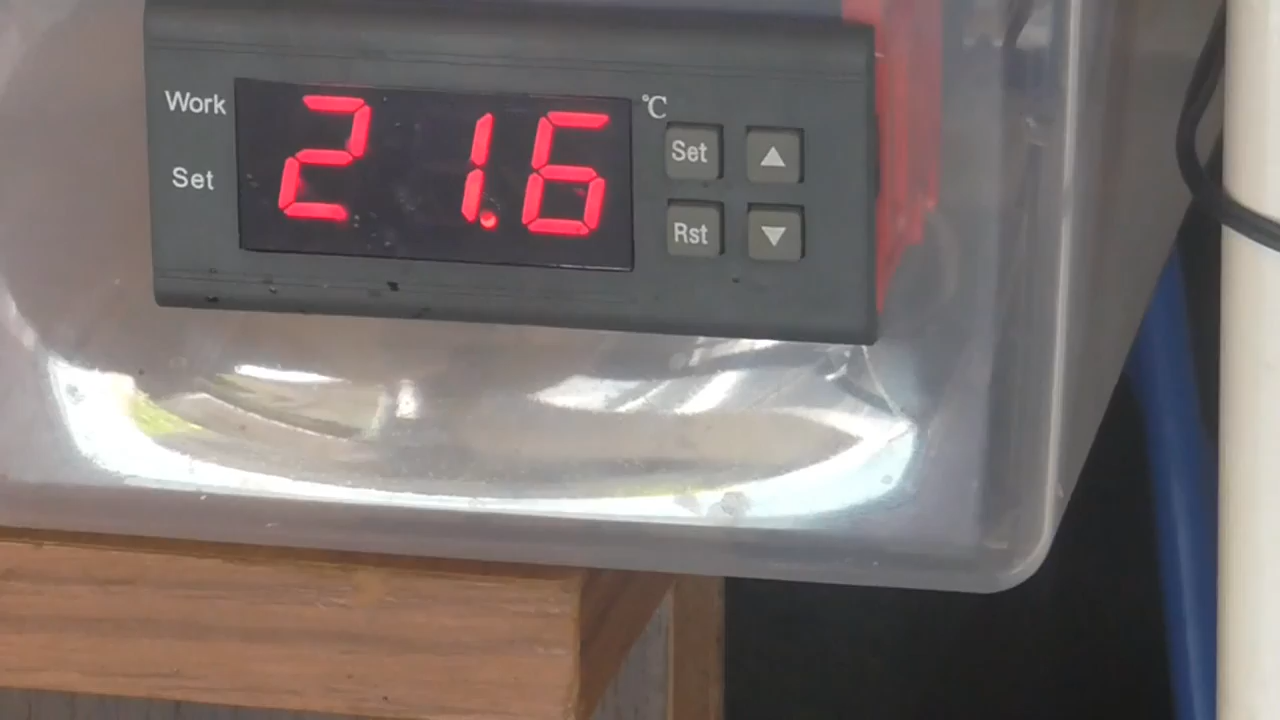 Work
21.6 ℃
Set
Set ▲
Rst ▼